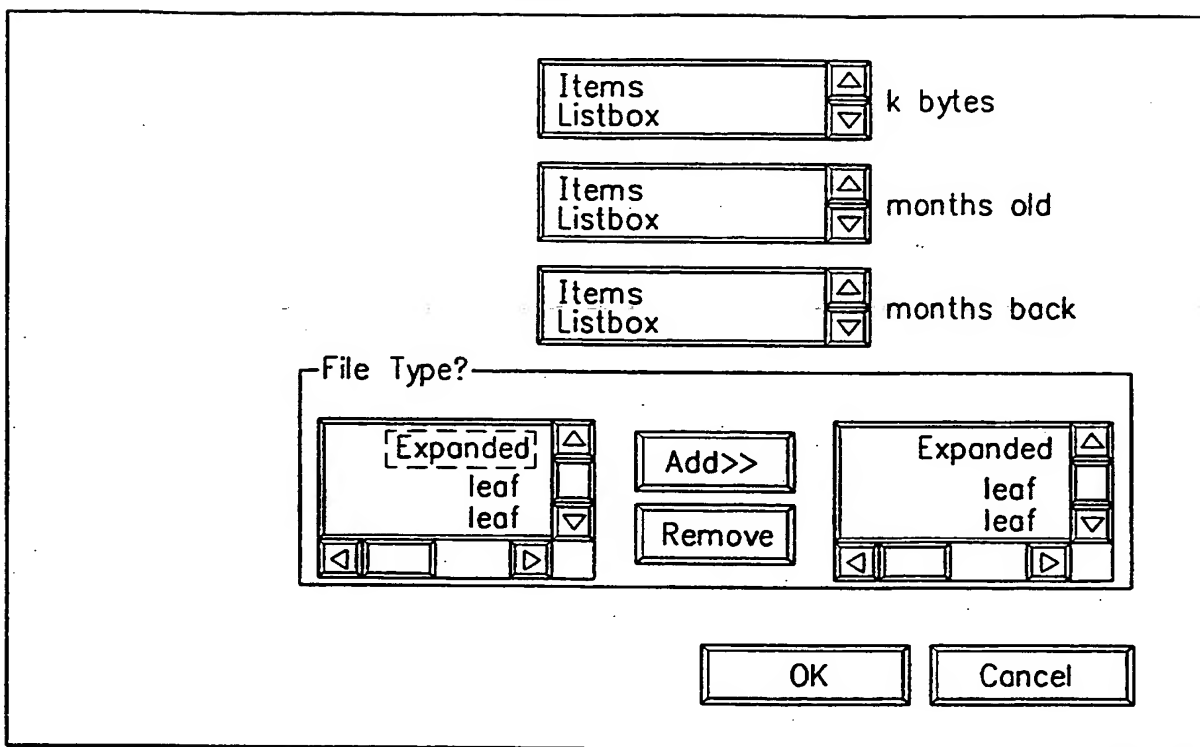 Items
Listbox
k bytes
Items
Listbox
months old
Items
Listbox
months back
File Type?
Expanded
leaf
leaf
Add>>
Remove
Expanded
leaf
leaf
OK
Cancel